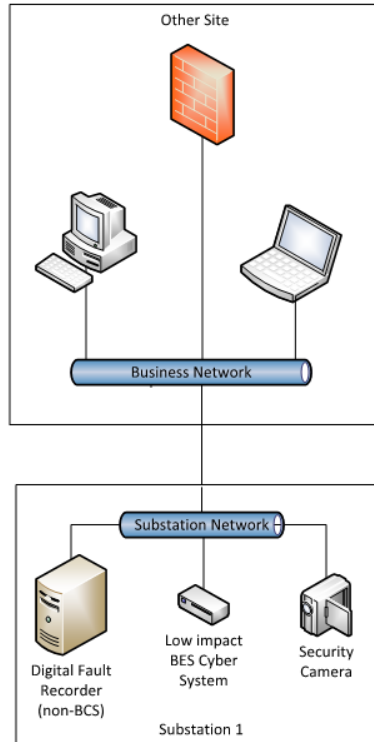 Other Site
Business Network
Substation Network
Digital Fault
Recorder
(non-BCS)
Low impact
BES Cyber
System
Security
Camera
Substation 1